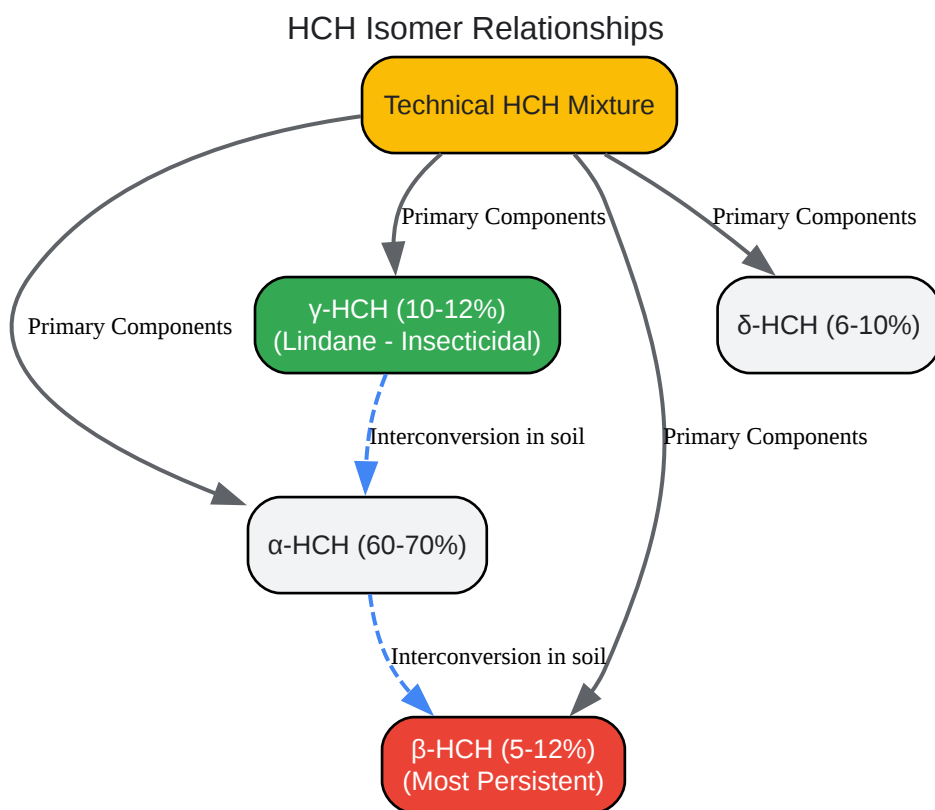 HCH Isomer Relationships
Technical HCH Mixture
Primary Components
Primary Components
γ-HCH (10-12%)
(Lindane - Insecticidal)
δ-HCH (6-10%)
Primary Components
Interconversion in soil
Primary Components
α-HCH (60-70%)
Interconversion in soil
β-HCH (5-12%)
(Most Persistent)